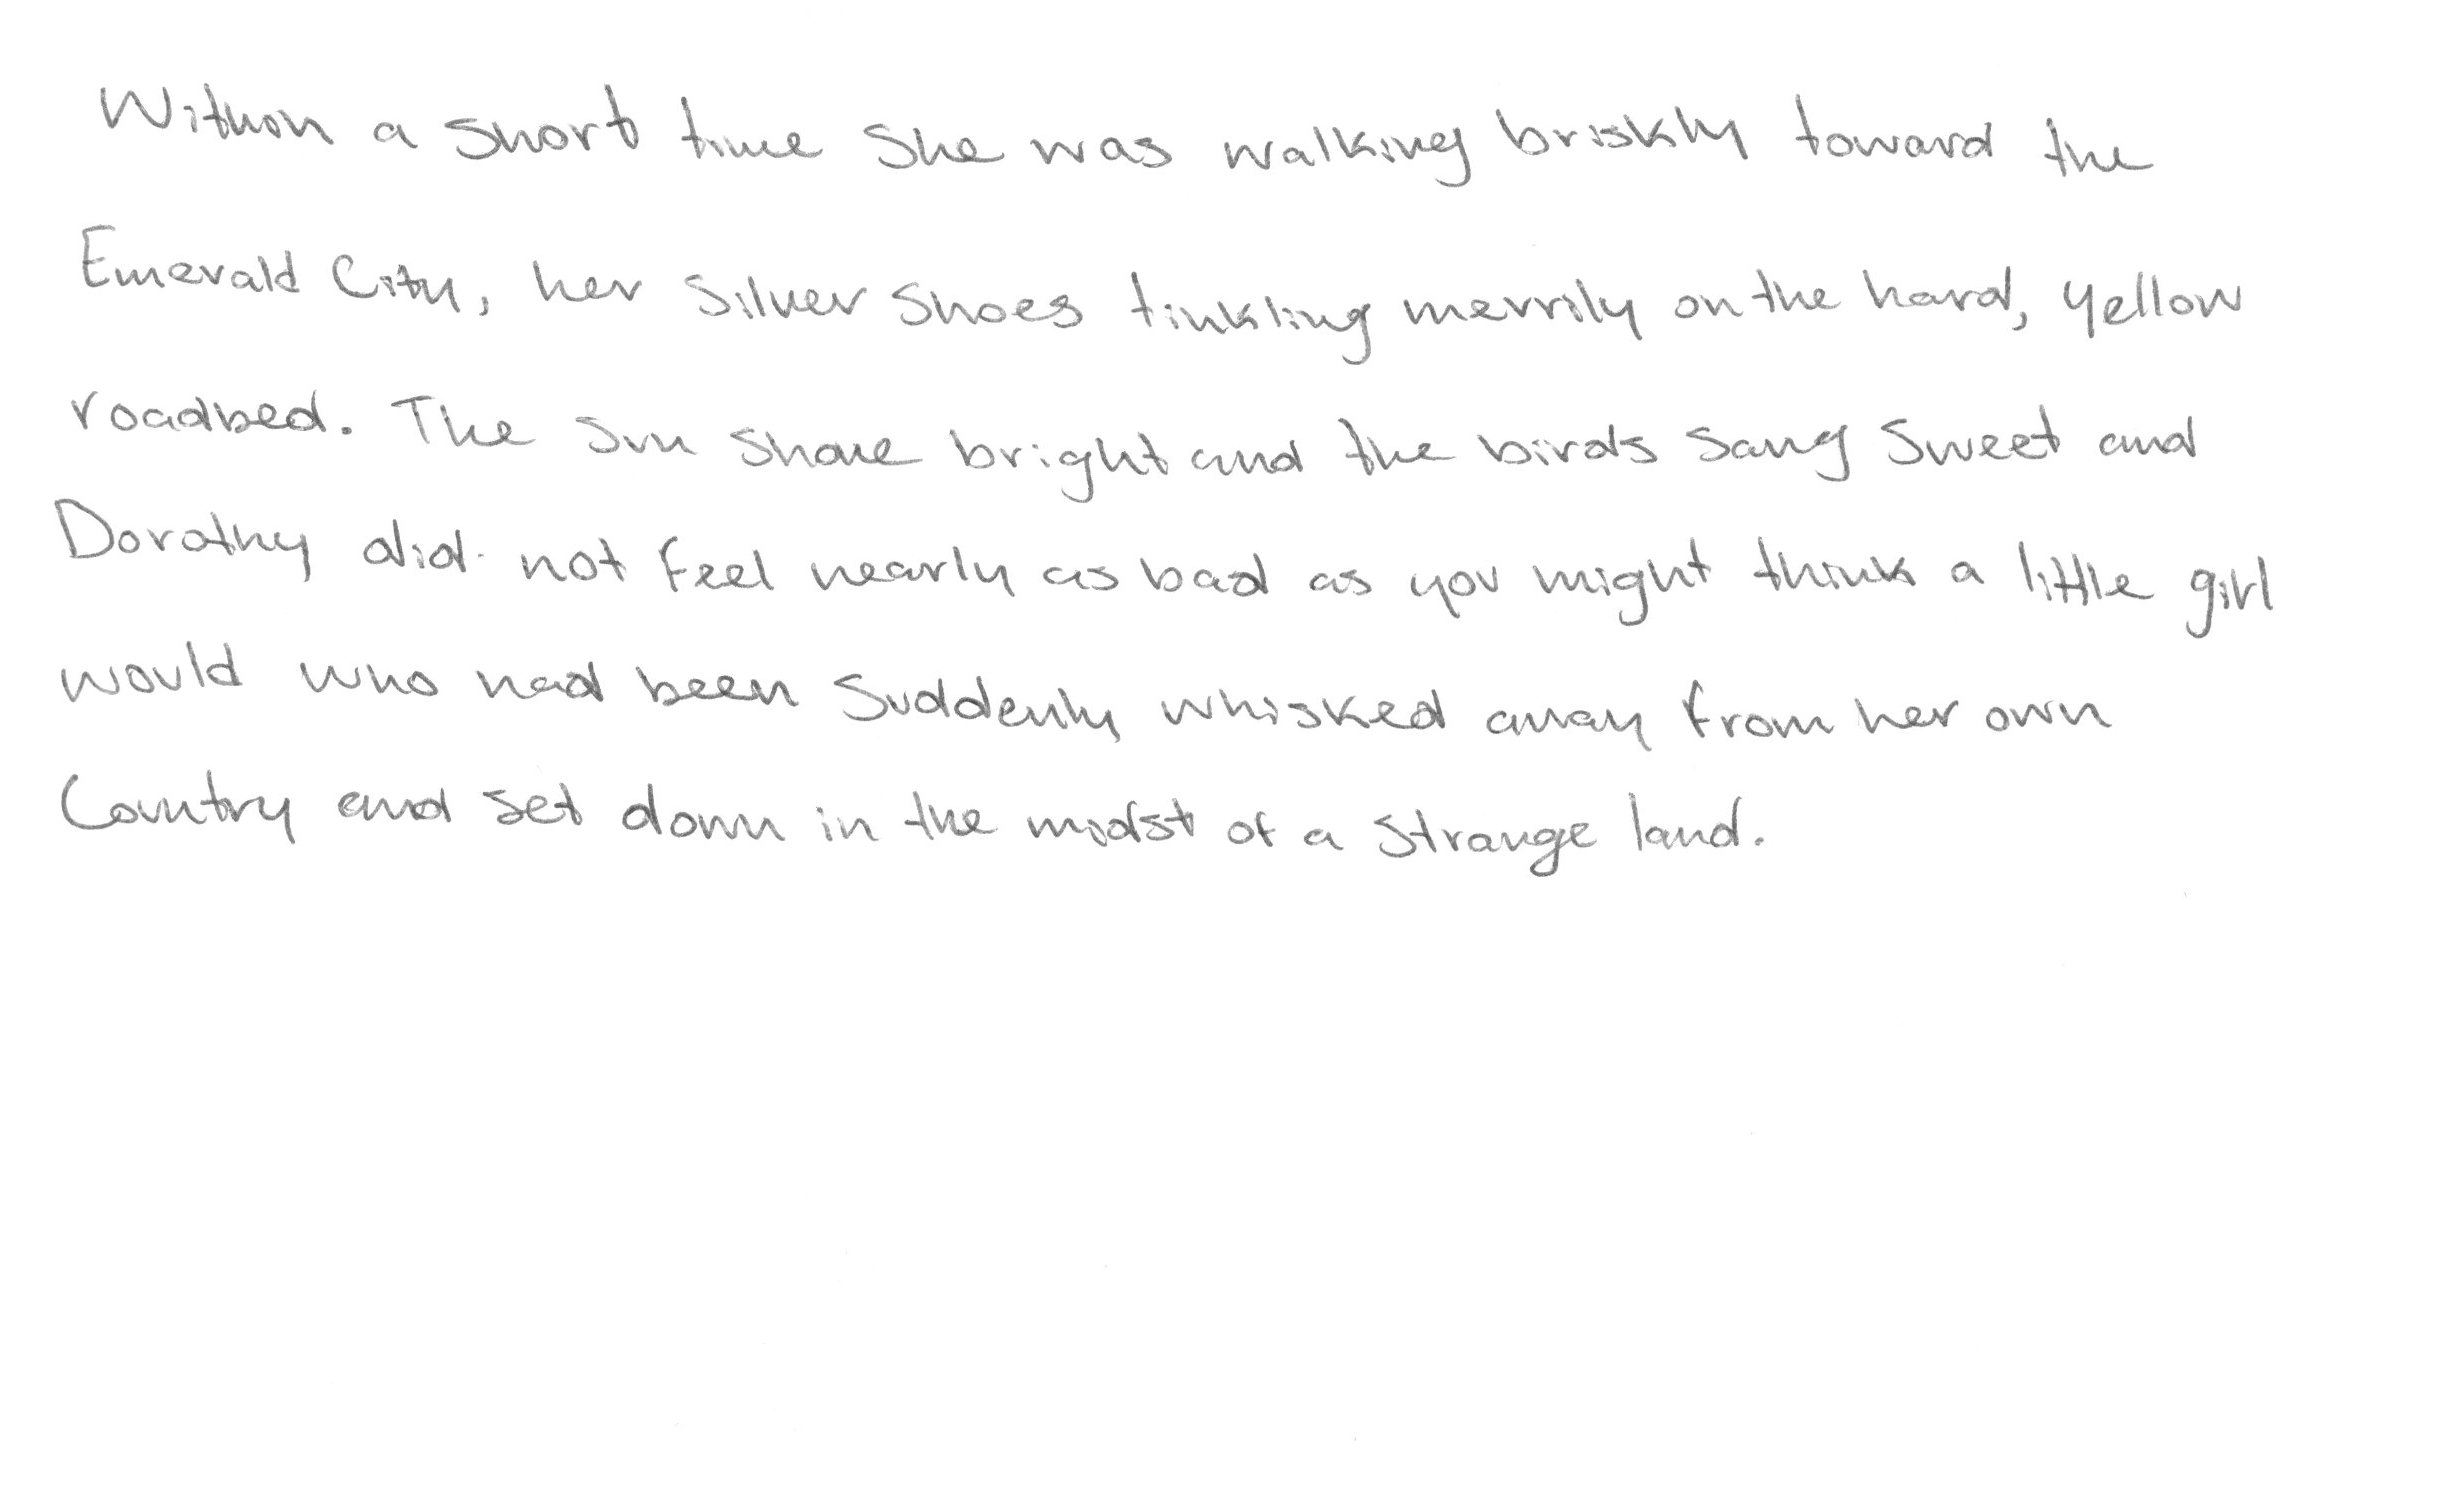 Within a short time she was walking briskly toward the
Emerald City, her silver shoes tinkling merrily on the hard, yellow
roadbed. The sun shone bright and the birds sang sweet and
Dorothy did not feel nearly as bad as you might think a little girl
would who had been suddenly whisked away from her own
country and set down in the midst of a strange land.